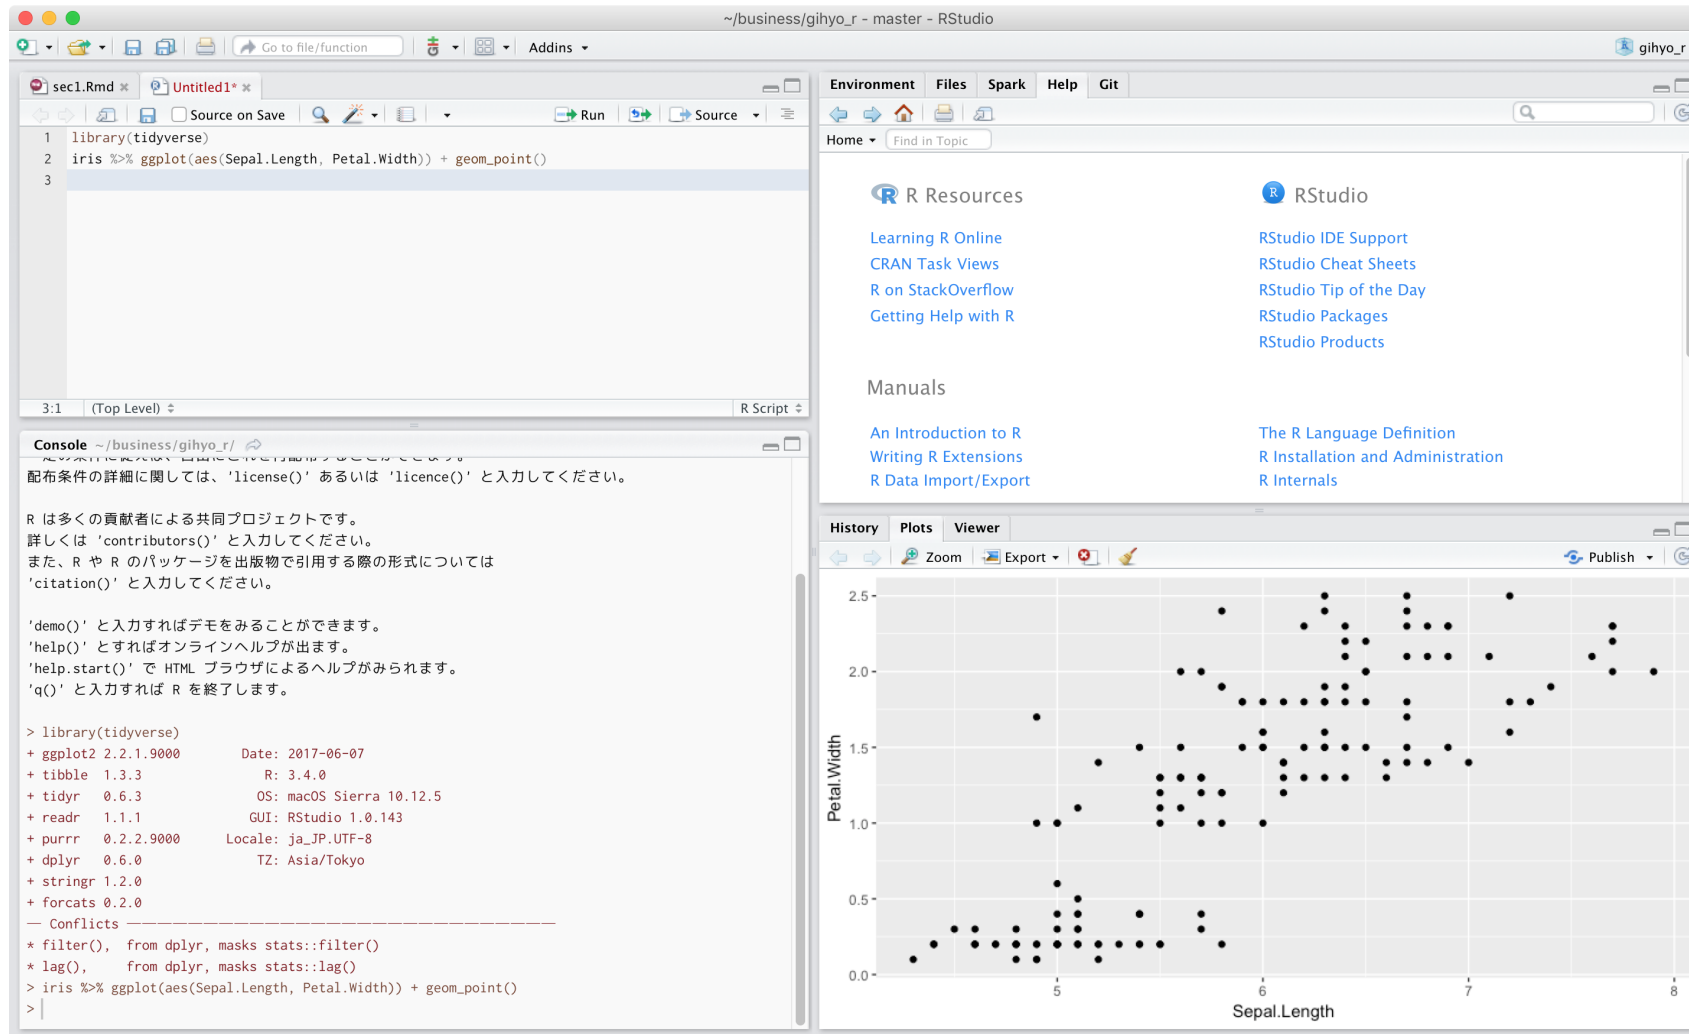 ~/business/gihyo_r - master - RStudio
Go to file/function
Addins
gihyo_r
sec1.Rmd
Untitled1*
Source on Save
Run
Source
1 library(tidyverse)
2 iris %>% ggplot(aes(Sepal.Length, Petal.Width)) + geom_point()
3
3:1 (Top Level)
R Script
Console ~/business/gihyo_r/
配布条件の詳細に関しては、'license()' あるいは 'licence()' と入力してください。
R は多くの貢献者による共同プロジェクトです。
詳しくは 'contributors()' と入力してください。
また、R や R のパッケージを出版物で引用する際の形式については
'citation()' と入力してください。
'demo()' と入力すればデモをみることができます。
'help()' とすればオンラインヘルプが出ます。
'help.start()' で HTML ブラウザによるヘルプがみられます。
'q()' と入力すれば R を終了します。
> library(tidyverse)
+ ggplot2 2.2.1.9000 Date: 2017-06-07
+ tibble 1.3.3 R: 3.4.0
+ tidyr 0.6.3 OS: macOS Sierra 10.12.5
+ readr 1.1.1 GUI: RStudio 1.0.143
+ purrr 0.2.2.9000 Locale: ja_JP.UTF-8
+ dplyr 0.6.0 TZ: Asia/Tokyo
+ stringr 1.2.0
+ forcats 0.2.0
— Conflicts ————————————————————————————
* filter(), from dplyr, masks stats::filter()
* lag(), from dplyr, masks stats::lag()
> iris %>% ggplot(aes(Sepal.Length, Petal.Width)) + geom_point()
>
Environment Files Spark Help Git
Home Find in Topic
R Resources
Learning R Online
CRAN Task Views
R on StackOverflow
Getting Help with R
RStudio
RStudio IDE Support
RStudio Cheat Sheets
RStudio Tip of the Day
RStudio Packages
RStudio Products
Manuals
An Introduction to R
Writing R Extensions
R Data Import/Export
The R Language Definition
R Installation and Administration
R Internals
History Plots Viewer
Zoom Export Publish
2.5
2.0
1.5
1.0
0.5
0.0
Petal.Width
5 6 7 8
Sepal.Length